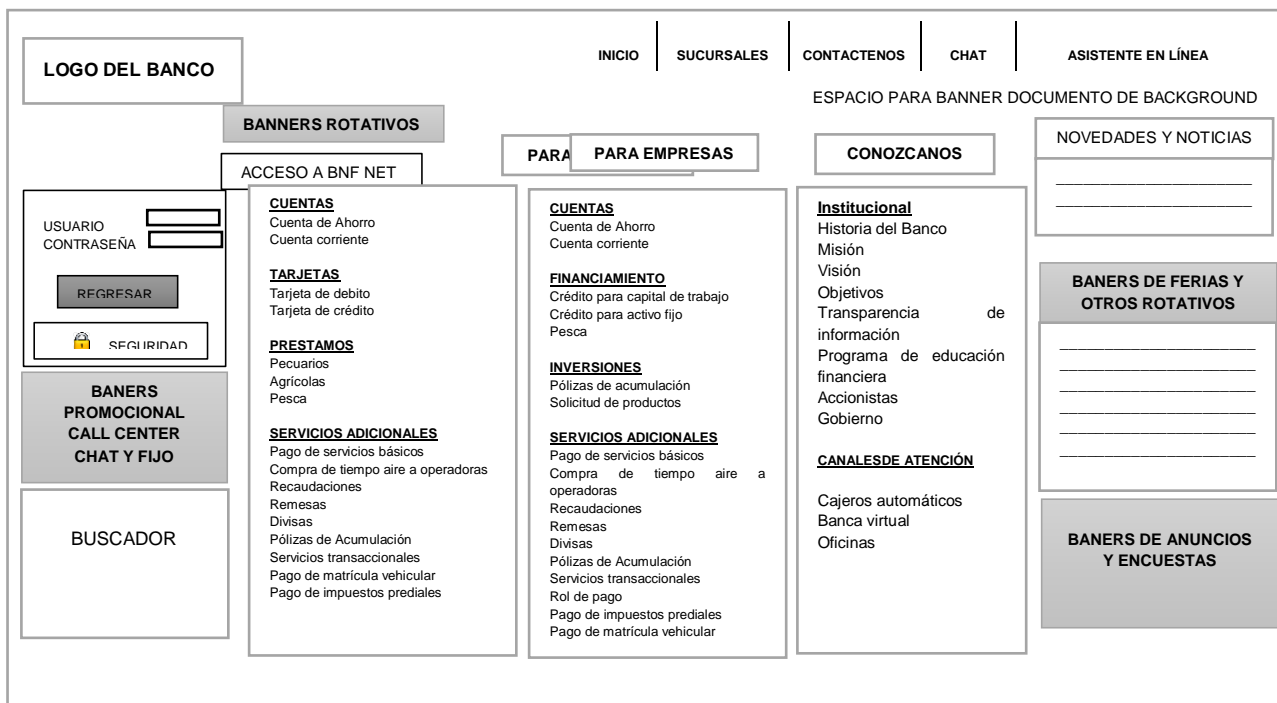 LOGO DEL BANCO
INICIO
SUCURSALES
CONTACTENOS
CHAT
ASISTENTE EN LÍNEA
ESPACIO PARA BANNER DOCUMENTO DE BACKGROUND
BANNERS ROTATIVOS
ACCESO A BNF NET
USUARIO
CONTRASEÑA
REGRESAR
SEGURIDAD
BANERS
PROMOCIONAL
CALL CENTER
CHAT Y FIJO
BUSCADOR
CUENTAS
Cuenta de Ahorro
Cuenta corriente
TARJETAS
Tarjeta de debito
Tarjeta de crédito
PRESTAMOS
Pecuarios
Agrícolas
Pesca
SERVICIOS ADICIONALES
Pago de servicios básicos
Compra de tiempo aire a operadoras
Recaudaciones
Remesas
Divisas
Pólizas de Acumulación
Servicios transaccionales
Pago de matrícula vehicular
Pago de impuestos prediales
PARA
PARA EMPRESAS
CUENTAS
Cuenta de Ahorro
Cuenta corriente
FINANCIAMIENTO
Crédito para capital de trabajo
Crédito para activo fijo
Pesca
INVERSIONES
Pólizas de acumulación
Solicitud de productos
SERVICIOS ADICIONALES
Pago de servicios básicos
Compra de tiempo aire a
operadoras
Recaudaciones
Remesas
Divisas
Pólizas de Acumulación
Servicios transaccionales
Rol de pago
Pago de impuestos prediales
Pago de matrícula vehicular
CONOZCANOS
Institucional
Historia del Banco
Misión
Visión
Objetivos
Transparencia de
información
Programa de educación
financiera
Accionistas
Gobierno
CANALESDE ATENCIÓN
Cajeros automáticos
Banca virtual
Oficinas
NOVEDADES Y NOTICIAS
BANERS DE FERIAS Y
OTROS ROTATIVOS
BANERS DE ANUNCIOS
Y ENCUESTAS